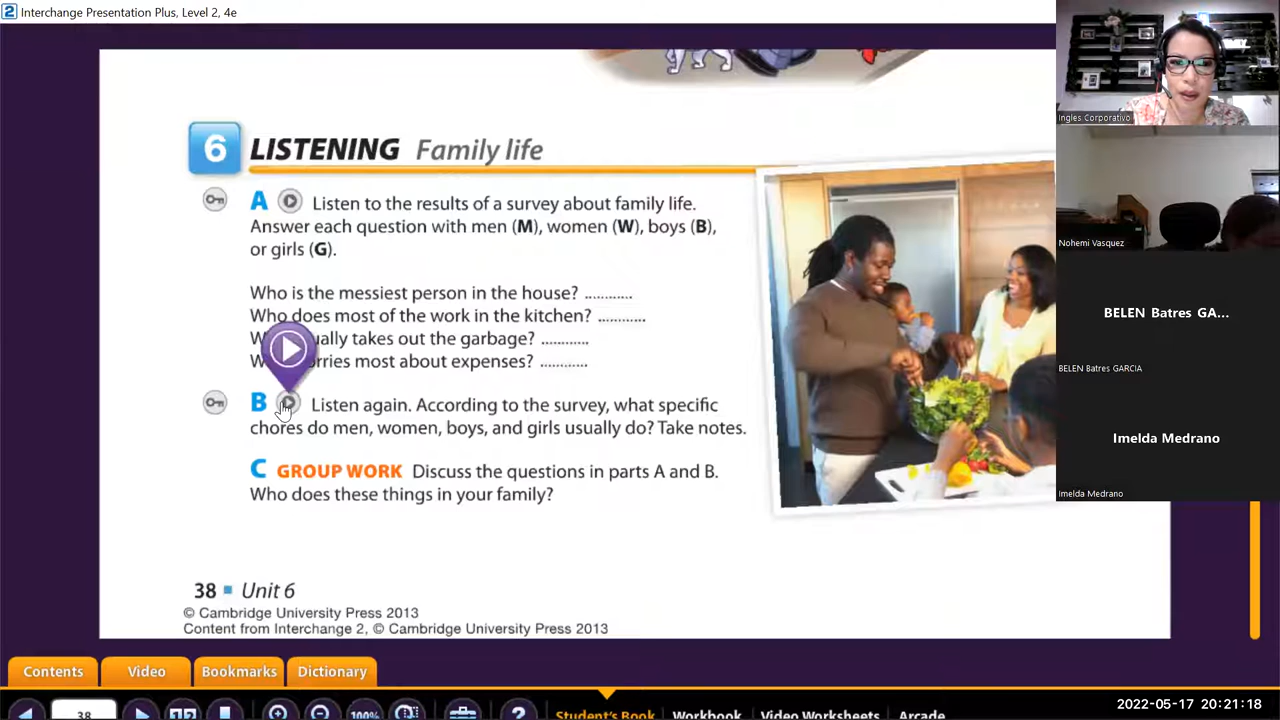 2 Interchange Presentation Plus, Level 2, 4e
6 LISTENING Family life
A Listen to the results of a survey about family life.
Answer each question with men (M), women (W), boys (B),
or girls (G).
Who is the messiest person in the house? ............
Who does most of the work in the kitchen? ............
ually takes out the garbage? ............
rries most about expenses? ............
B Listen again. According to the survey, what specific
chores do men, women, boys, and girls usually do? Take notes.
C GROUP WORK Discuss the questions in parts A and B.
Who does these things in your family?
38 ■ Unit 6
© Cambridge University Press 2013
Content from Interchange 2, © Cambridge University Press 2013
Ingles Corporativo
Nohemi Vasquez
BELEN Batres GA...
BELEN Batres GARCIA
Imelda Medrano
Imelda Medrano
Contents Video Bookmarks Dictionary
38 100% ? Student's Book Workbook Video Worksheets Arcade
2022-05-17 20:21:18